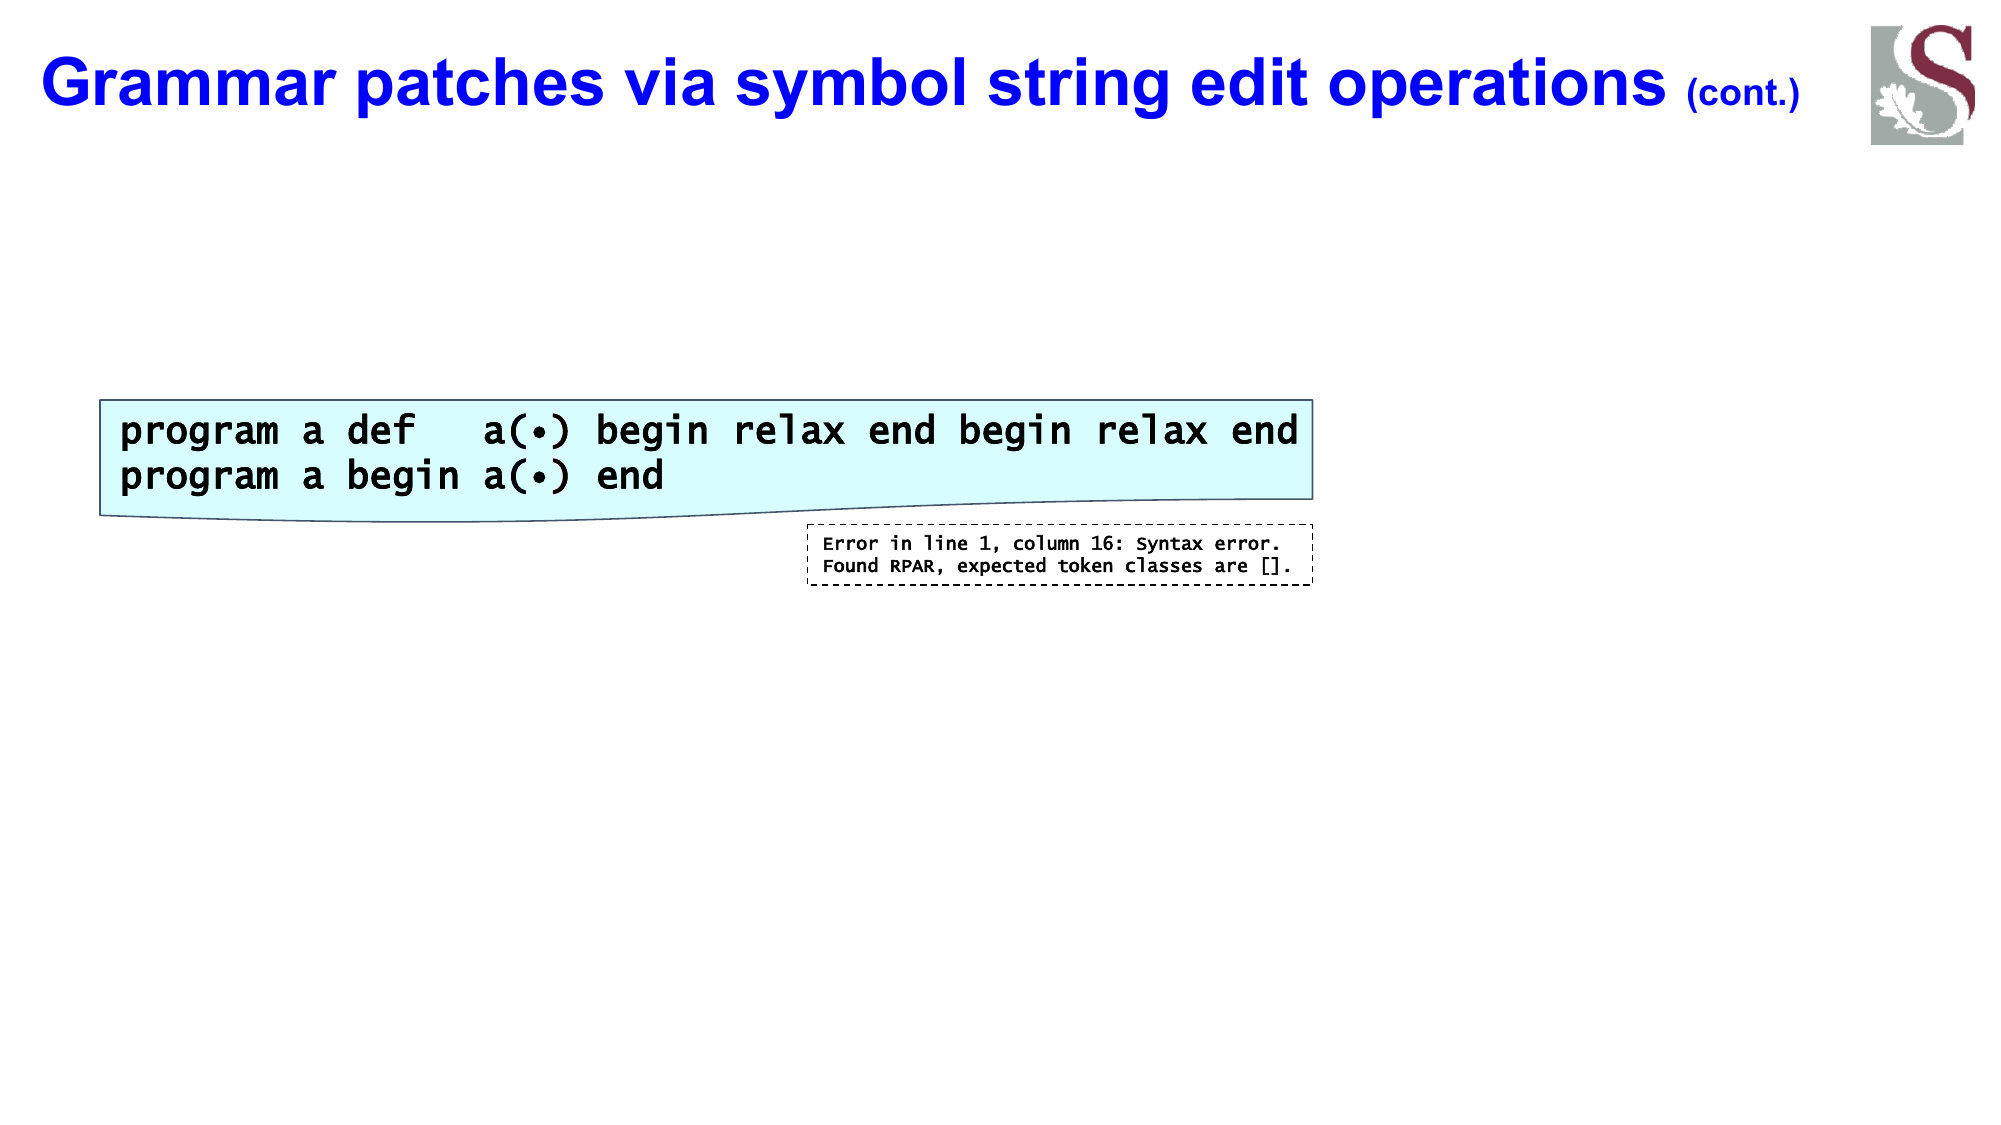 Grammar patches via symbol string edit operations (cont.)
S
program a def   a(•) begin relax end begin relax end
program a begin a(•) end
Error in line 1, column 16: Syntax error.
Found RPAR, expected token classes are [].